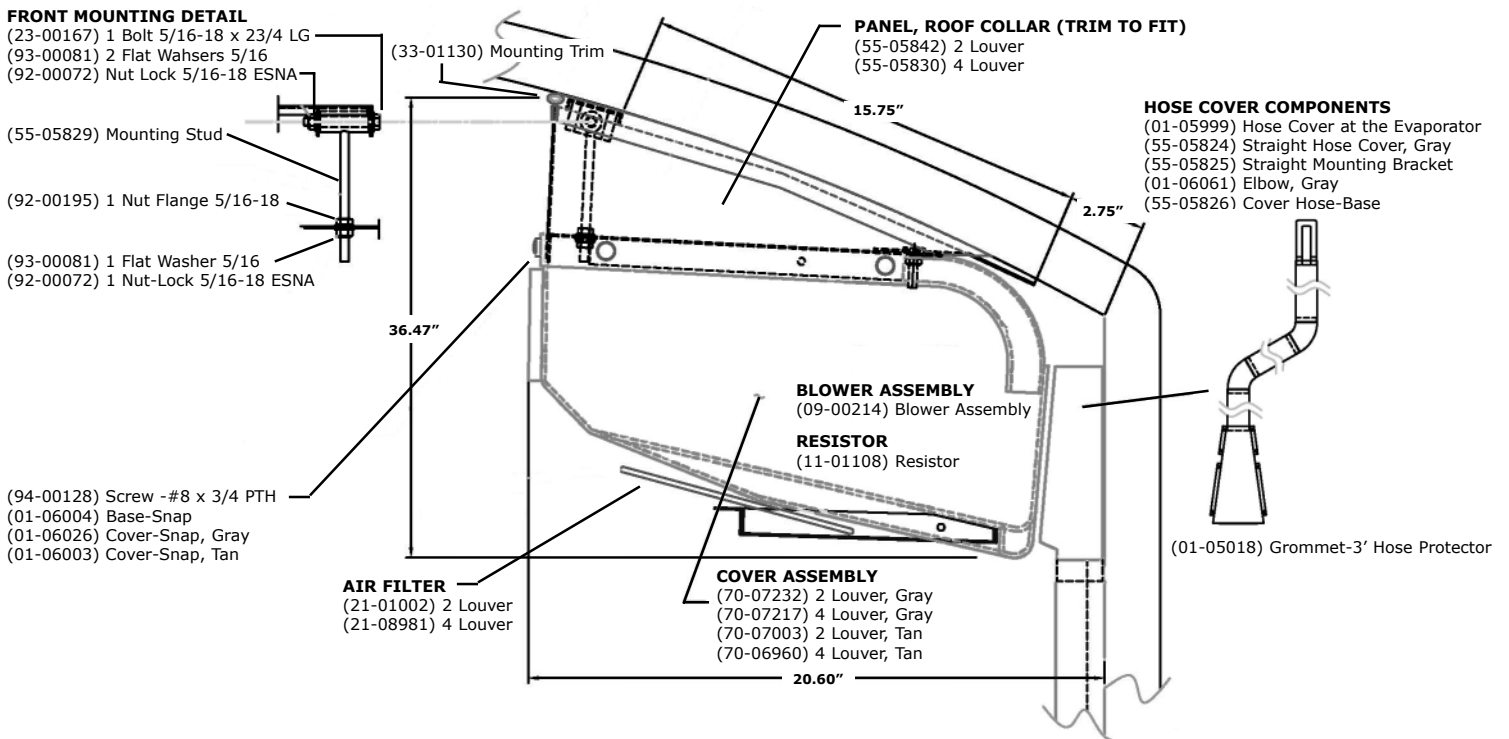 FRONT MOUNTING DETAIL
(23-00167) 1 Bolt 5/16-18 x 23/4 LG
(93-00081) 2 Flat Wahsers 5/16
(92-00072) Nut Lock 5/16-18 ESNA
(55-05829) Mounting Stud
(92-00195) 1 Nut Flange 5/16-18
(93-00081) 1 Flat Washer 5/16
(92-00072) 1 Nut-Lock 5/16-18 ESNA
(33-01130) Mounting Trim
PANEL, ROOF COLLAR (TRIM TO FIT)
(55-05842) 2 Louver
(55-05830) 4 Louver
15.75”
2.75”
HOSE COVER COMPONENTS
(01-05999) Hose Cover at the Evaporator
(55-05824) Straight Hose Cover, Gray
(55-05825) Straight Mounting Bracket
(01-06061) Elbow, Gray
(55-05826) Cover Hose-Base
36.47”
BLOWER ASSEMBLY
(09-00214) Blower Assembly
RESISTOR
(11-01108) Resistor
(94-00128) Screw -#8 x 3/4 PTH
(01-06004) Base-Snap
(01-06026) Cover-Snap, Gray
(01-06003) Cover-Snap, Tan
(01-05018) Grommet-3’ Hose Protector
AIR FILTER
(21-01002) 2 Louver
(21-08981) 4 Louver
COVER ASSEMBLY
(70-07232) 2 Louver, Gray
(70-07217) 4 Louver, Gray
(70-07003) 2 Louver, Tan
(70-06960) 4 Louver, Tan
20.60”